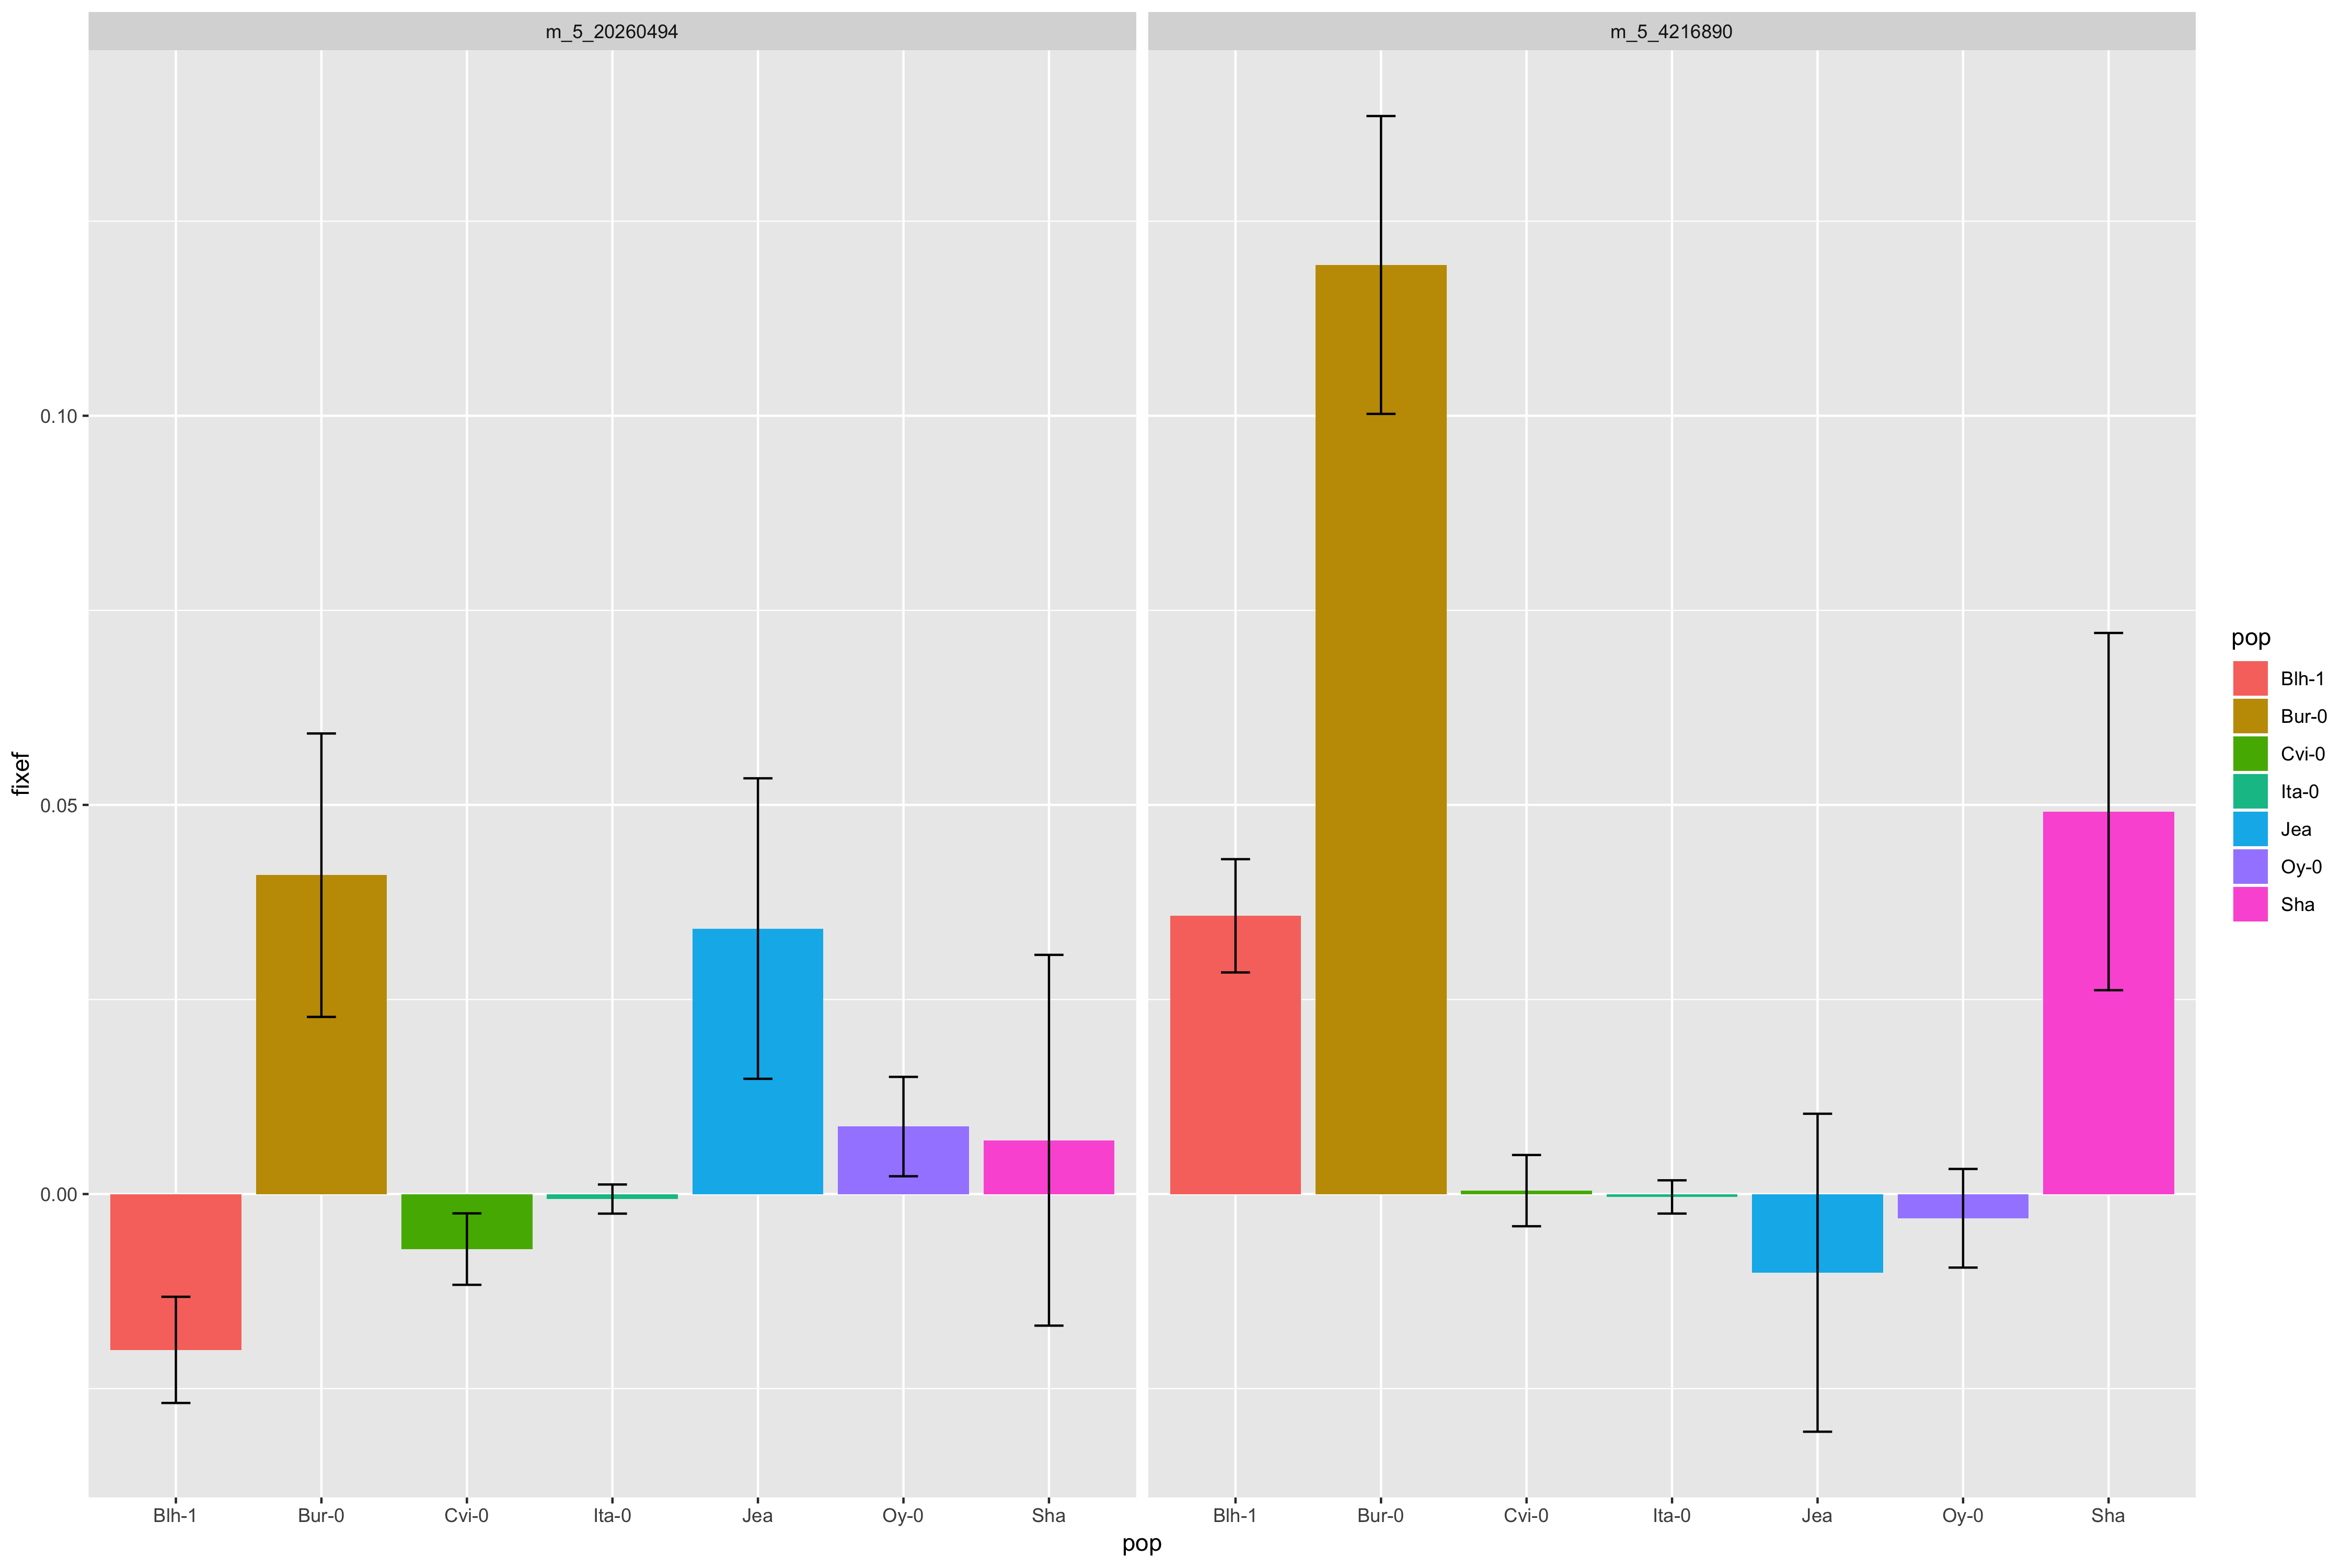 m_5_20260494
m_5_4216890
fixef
0.10
0.05
0.00
Blh-1 Bur-0 Cvi-0 Ita-0 Jea Oy-0 Sha
Blh-1 Bur-0 Cvi-0 Ita-0 Jea Oy-0 Sha
pop
pop
Blh-1
Bur-0
Cvi-0
Ita-0
Jea
Oy-0
Sha